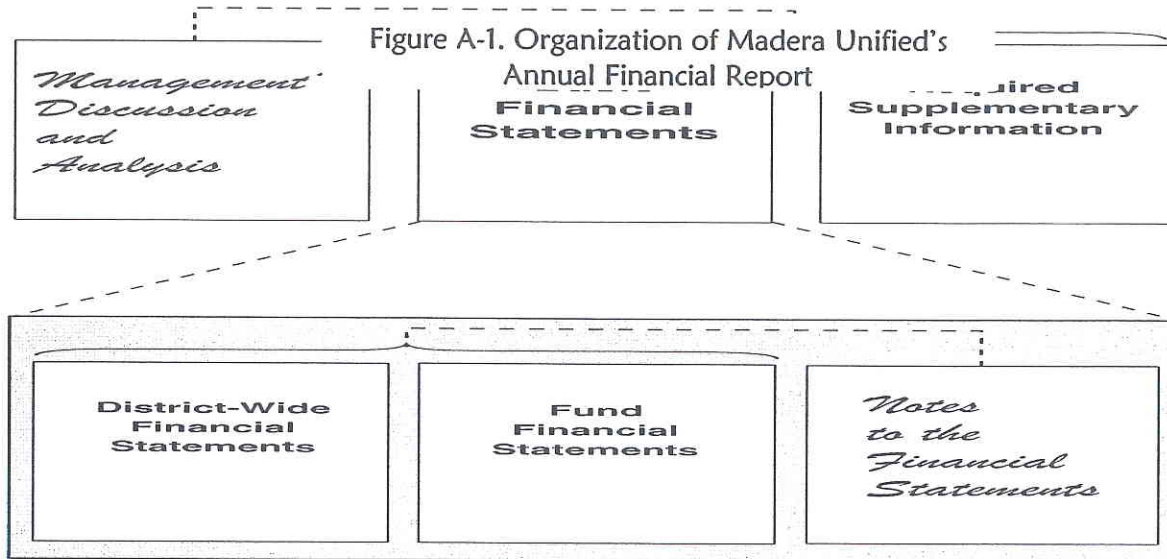 Figure A-1. Organization of Madera Unified's
Annual Financial Report
Management'
Discussion
and
Analysis
Financial
Statements
uired
Supplementary
Information
District-Wide
Financial
Statements
Fund
Financial
Statements
Notes
to the
Financial
Statements